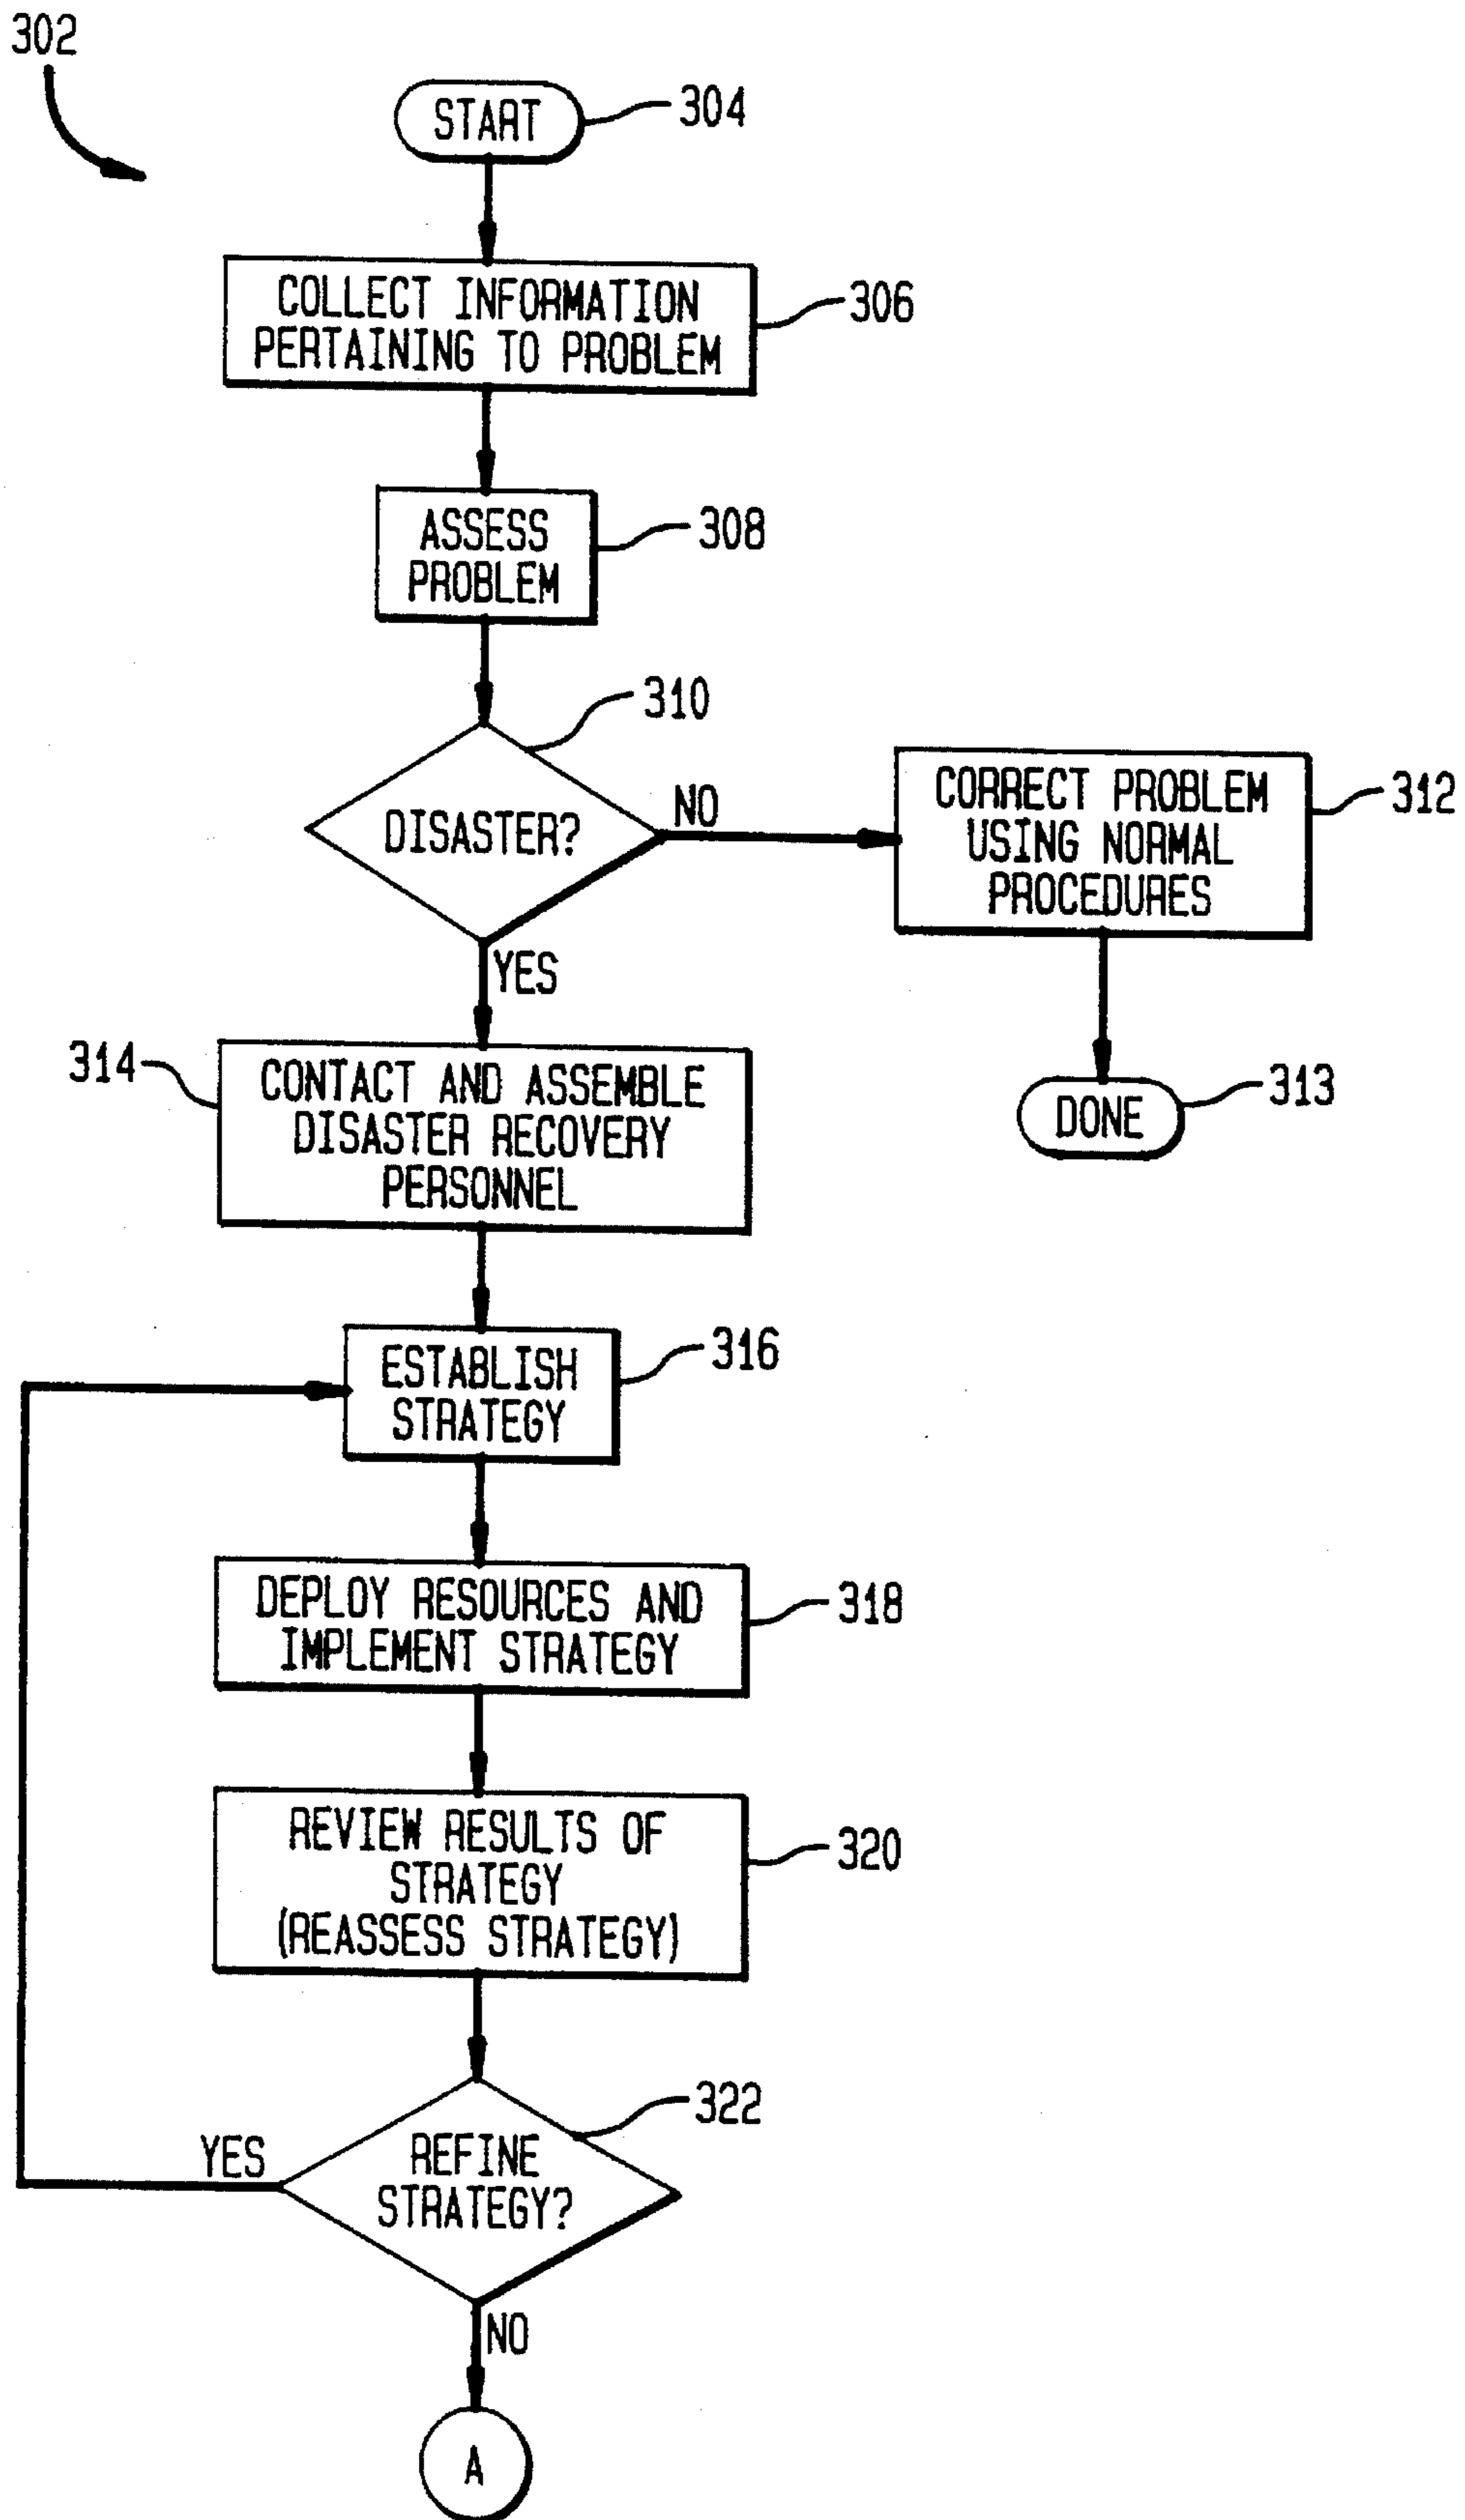 302
START
304
COLLECT INFORMATION
PERTAINING TO PROBLEM
306
ASSESS
PROBLEM
308
310
DISASTER?
NO
YES
CORRECT PROBLEM
USING NORMAL
PROCEDURES
312
DONE
313
314
CONTACT AND ASSEMBLE
DISASTER RECOVERY
PERSONNEL
ESTABLISH
STRATEGY
316
DEPLOY RESOURCES AND
IMPLEMENT STRATEGY
318
REVIEW RESULTS OF
STRATEGY
(REASSESS STRATEGY)
320
322
REFINE
STRATEGY?
YES
NO
A